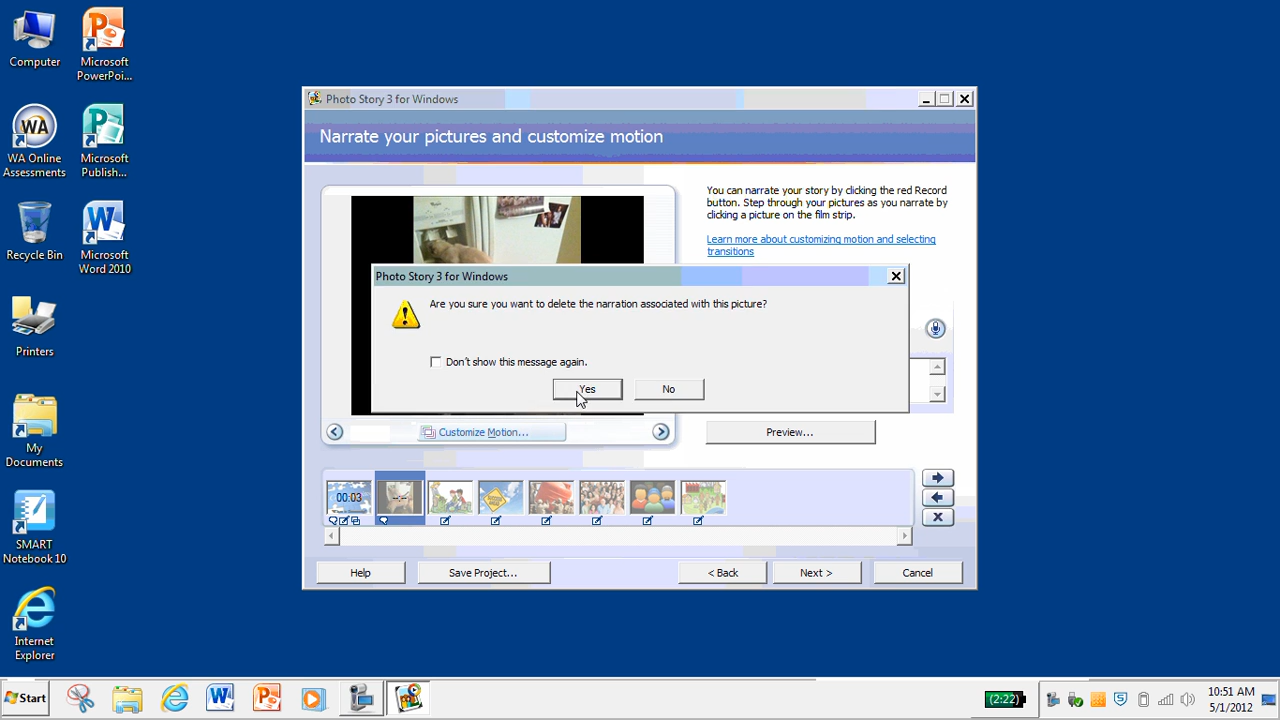 Computer
Microsoft
PowerPoi...
WA Online
Assessments
Microsoft
Publish...
Recycle Bin
Microsoft
Word 2010
Printers
My
Documents
SMART
Notebook 10
Internet
Explorer
Photo Story 3 for Windows
Narrate your pictures and customize motion
You can narrate your story by clicking the red Record
button. Step through your pictures as you narrate by
clicking a picture on the film strip.
Learn more about customizing motion and selecting
transitions
Photo Story 3 for Windows
Are you sure you want to delete the narration associated with this picture?
Don't show this message again.
Yes
No
Customize Motion...
Preview...
00:03
--:--
Help
Save Project...
< Back
Next >
Cancel
Start
(2:22)
10:51 AM
5/1/2012